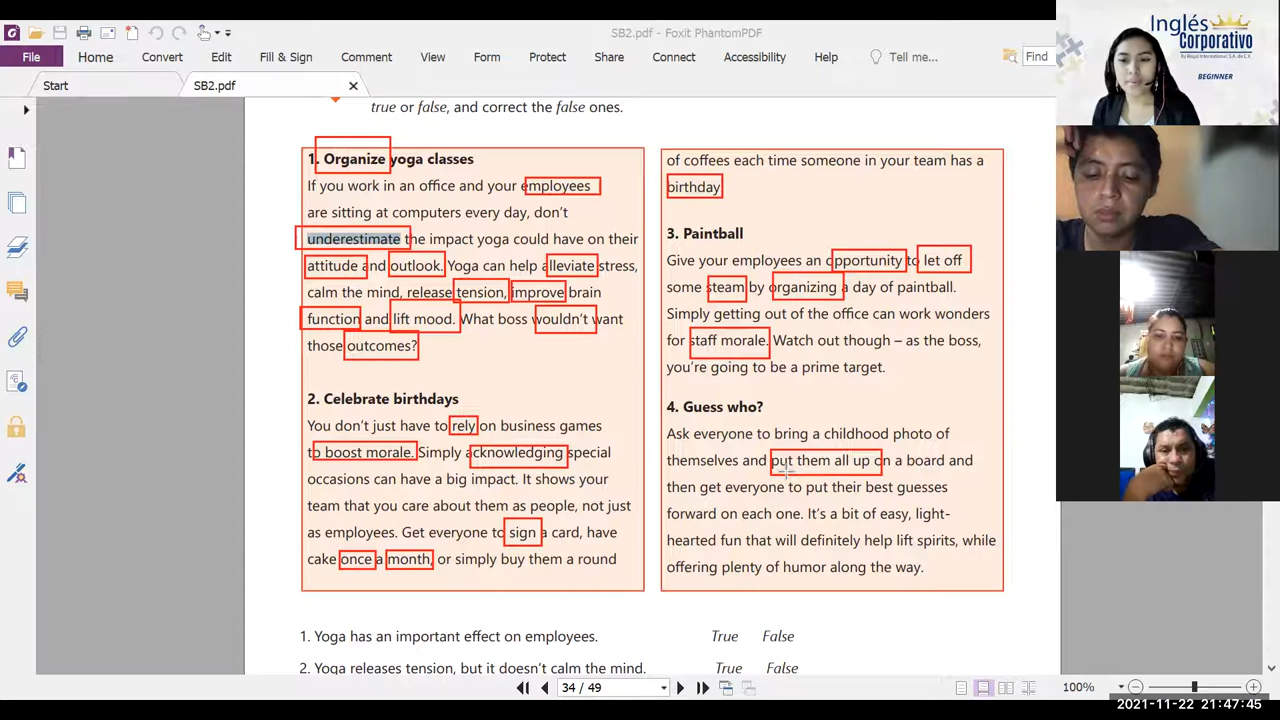 SB2.pdf - Foxit PhantomPDF
File Home Convert Fill & Sign Edit Organize Comment View Form Protect Share Connect Accessibility Help Tell me... Find
Start SB2.pdf
true or false, and correct the false ones.
1. Organize yoga classes
If you work in an office and your employees
are sitting at computers every day, don't
underestimate the impact yoga could have on their
attitude and outlook. Yoga can help alleviate stress,
calm the mind, release tension, improve brain
function and lift mood. What boss wouldn't want
those outcomes?
2. Celebrate birthdays
You don't just have to rely on business games
to boost morale. Simply acknowledging special
occasions can have a big impact. It shows your
team that you care about them as people, not just
as employees. Get everyone to sign a card, have
cake once a month, or simply buy them a round
of coffees each time someone in your team has a
birthday
3. Paintball
Give your employees an opportunity to let off
some steam by organizing a day of paintball.
Simply getting out of the office can work wonders
for staff morale. Watch out though – as the boss,
you're going to be a prime target.
4. Guess who?
Ask everyone to bring a childhood photo of
themselves and put them all up on a board and
then get everyone to put their best guesses
forward on each one. It's a bit of easy, light-
hearted fun that will definitely help lift spirits, while
offering plenty of humor along the way.
1. Yoga has an important effect on employees. True False
2. Yoga releases tension, but it doesn't calm the mind. True False
34 / 49
100%
Inglés
Corporativo
By Royal International, S.A. de C.V.
BEGINNER
2021-11-22 21:47:45